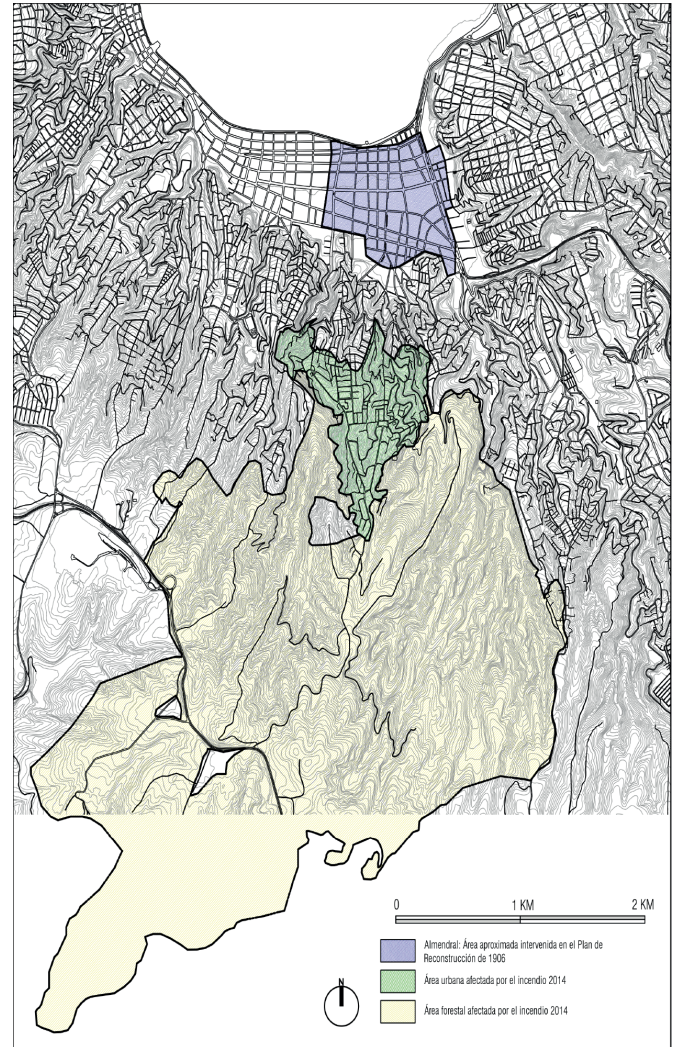 0 1 KM 2 KM
Almendral: Área aproximada intervenida en el Plan de
Reconstrucción de 1906
Área urbana afectada por el incendio 2014
N
Área forestal afectada por el incendio 2014